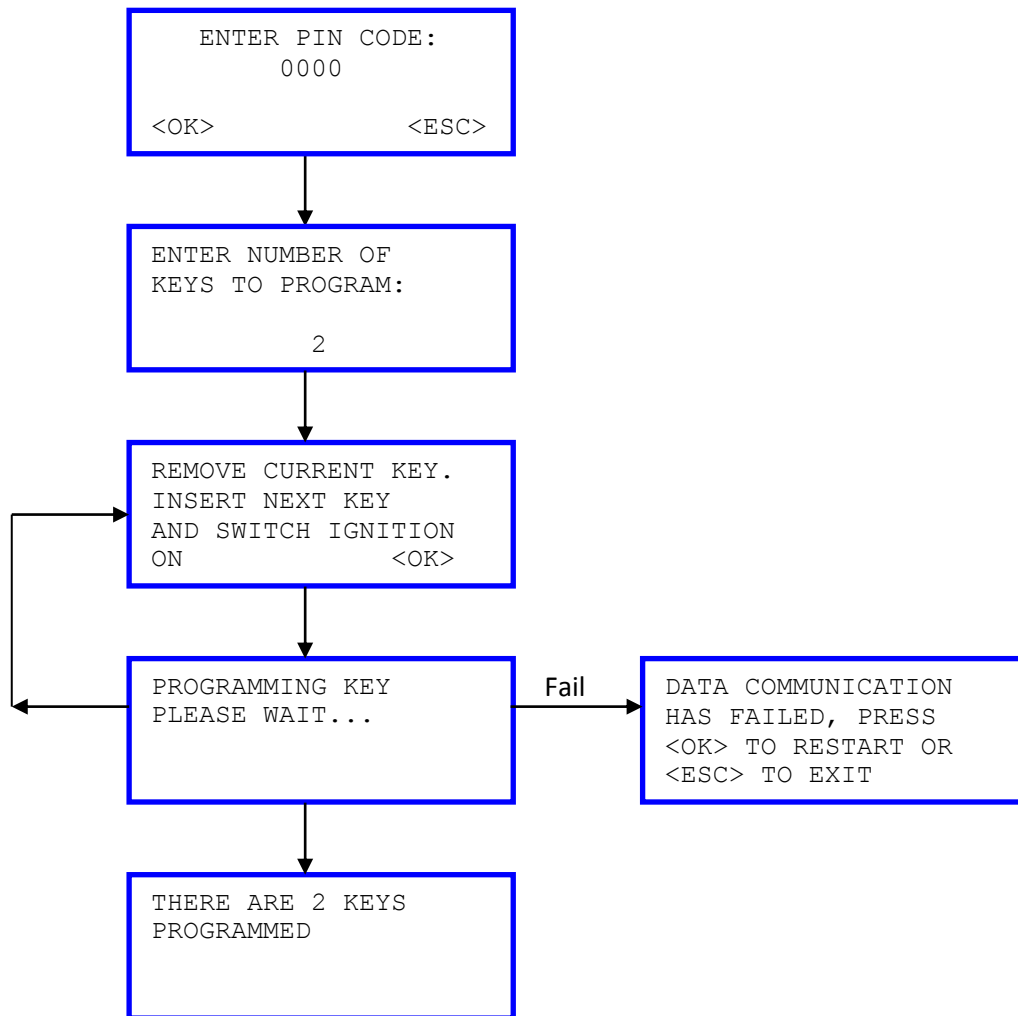 ENTER PIN CODE:
0000
<OK> <ESC>
ENTER NUMBER OF
KEYS TO PROGRAM:
2
REMOVE CURRENT KEY.
INSERT NEXT KEY
AND SWITCH IGNITION
ON <OK>
PROGRAMMING KEY
PLEASE WAIT...
Fail
DATA COMMUNICATION
HAS FAILED, PRESS
<OK> TO RESTART OR
<ESC> TO EXIT
THERE ARE 2 KEYS
PROGRAMMED